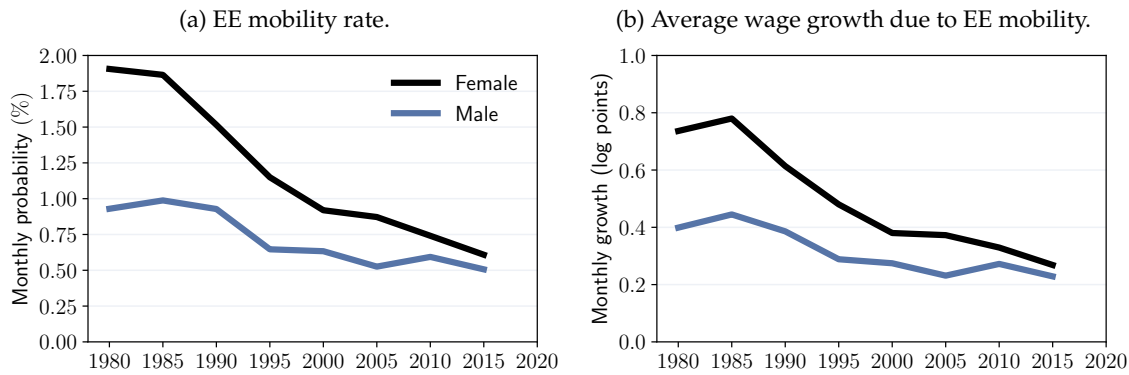 (a) EE mobility rate.
Monthly probability (%)
2.00
1.75
1.50
1.25
1.00
0.75
0.50
0.25
0.00
Female
Male
1980 1985 1990 1995 2000 2005 2010 2015 2020
(b) Average wage growth due to EE mobility.
Monthly growth (log points)
1.0
0.8
0.6
0.4
0.2
0.0
1980 1985 1990 1995 2000 2005 2010 2015 2020